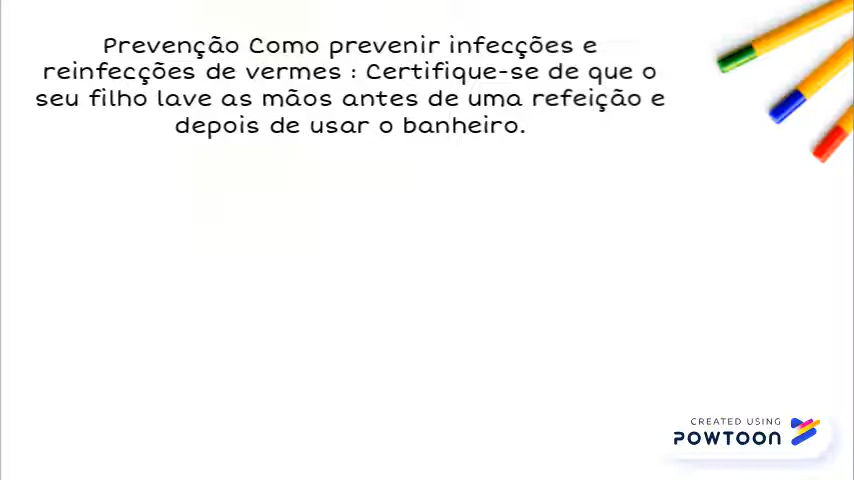 Prevenção Como prevenir infecções e
reinfecções de vermes : Certifique-se de que o
seu filho lave as mãos antes de uma refeição e
depois de usar o banheiro.
CREATED USING
POWTOON